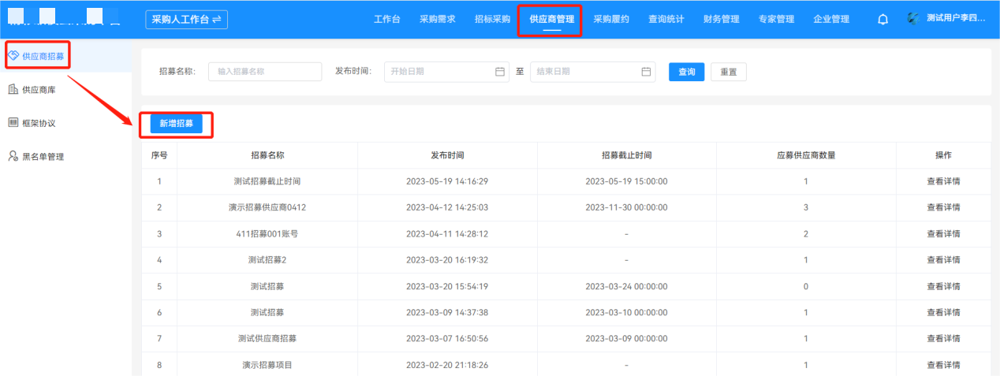 采购人工作台 工作台 采购需求 招标采购 供应商管理 采购履约 查询统计 财务管理 专家管理 企业管理 测试用户李四...
供应商招募
供应商库
框架协议
黑名单管理
招募名称: 输入招募名称 发布时间: 开始日期 至 结束日期 查询 重置
新增招募
序号 招募名称 发布时间 招募截止时间 应募供应商数量 操作
1 测试招募截止时间 2023-05-19 14:16:29 2023-05-19 15:00:00 1 查看详情
2 演示招募供应商0412 2023-04-12 14:25:03 2023-11-30 00:00:00 3 查看详情
3 411招募001账号 2023-04-11 14:28:12 - 2 查看详情
4 测试招募2 2023-03-20 16:19:32 - 1 查看详情
5 测试招募 2023-03-20 15:54:19 2023-03-24 00:00:00 0 查看详情
6 测试招募 2023-03-09 14:37:38 2023-03-10 00:00:00 1 查看详情
7 测试供应商招募 2023-03-07 16:50:56 2023-03-09 00:00:00 1 查看详情
8 演示招募项目 2023-02-20 21:18:26 - 1 查看详情